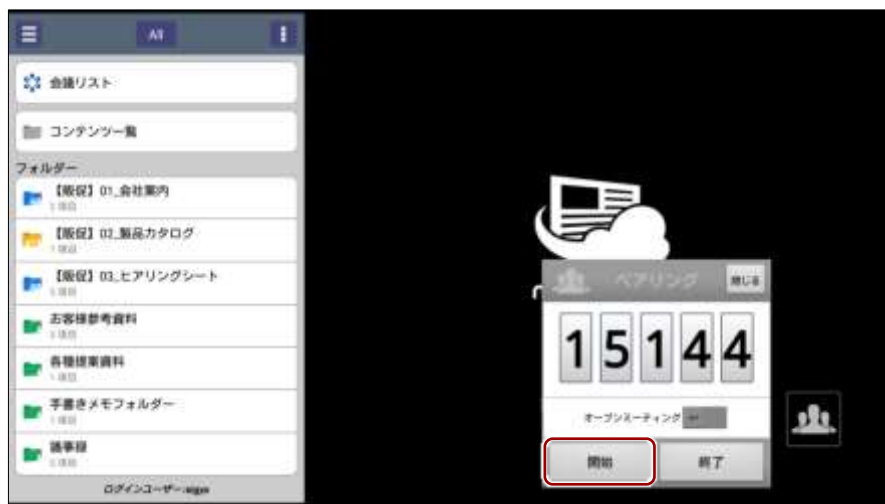 All
会議リスト
コンテンツ一覧
フォルダー
【販促】01_会社案内
【販促】02_製品カタログ
【販促】03_ヒアリングシート
お客様参考資料
各種提案資料
手書きメモフォルダー
議事録
ログインユーザー:
ペアリング
閉じる
15144
オープンミーティング
開始
終了